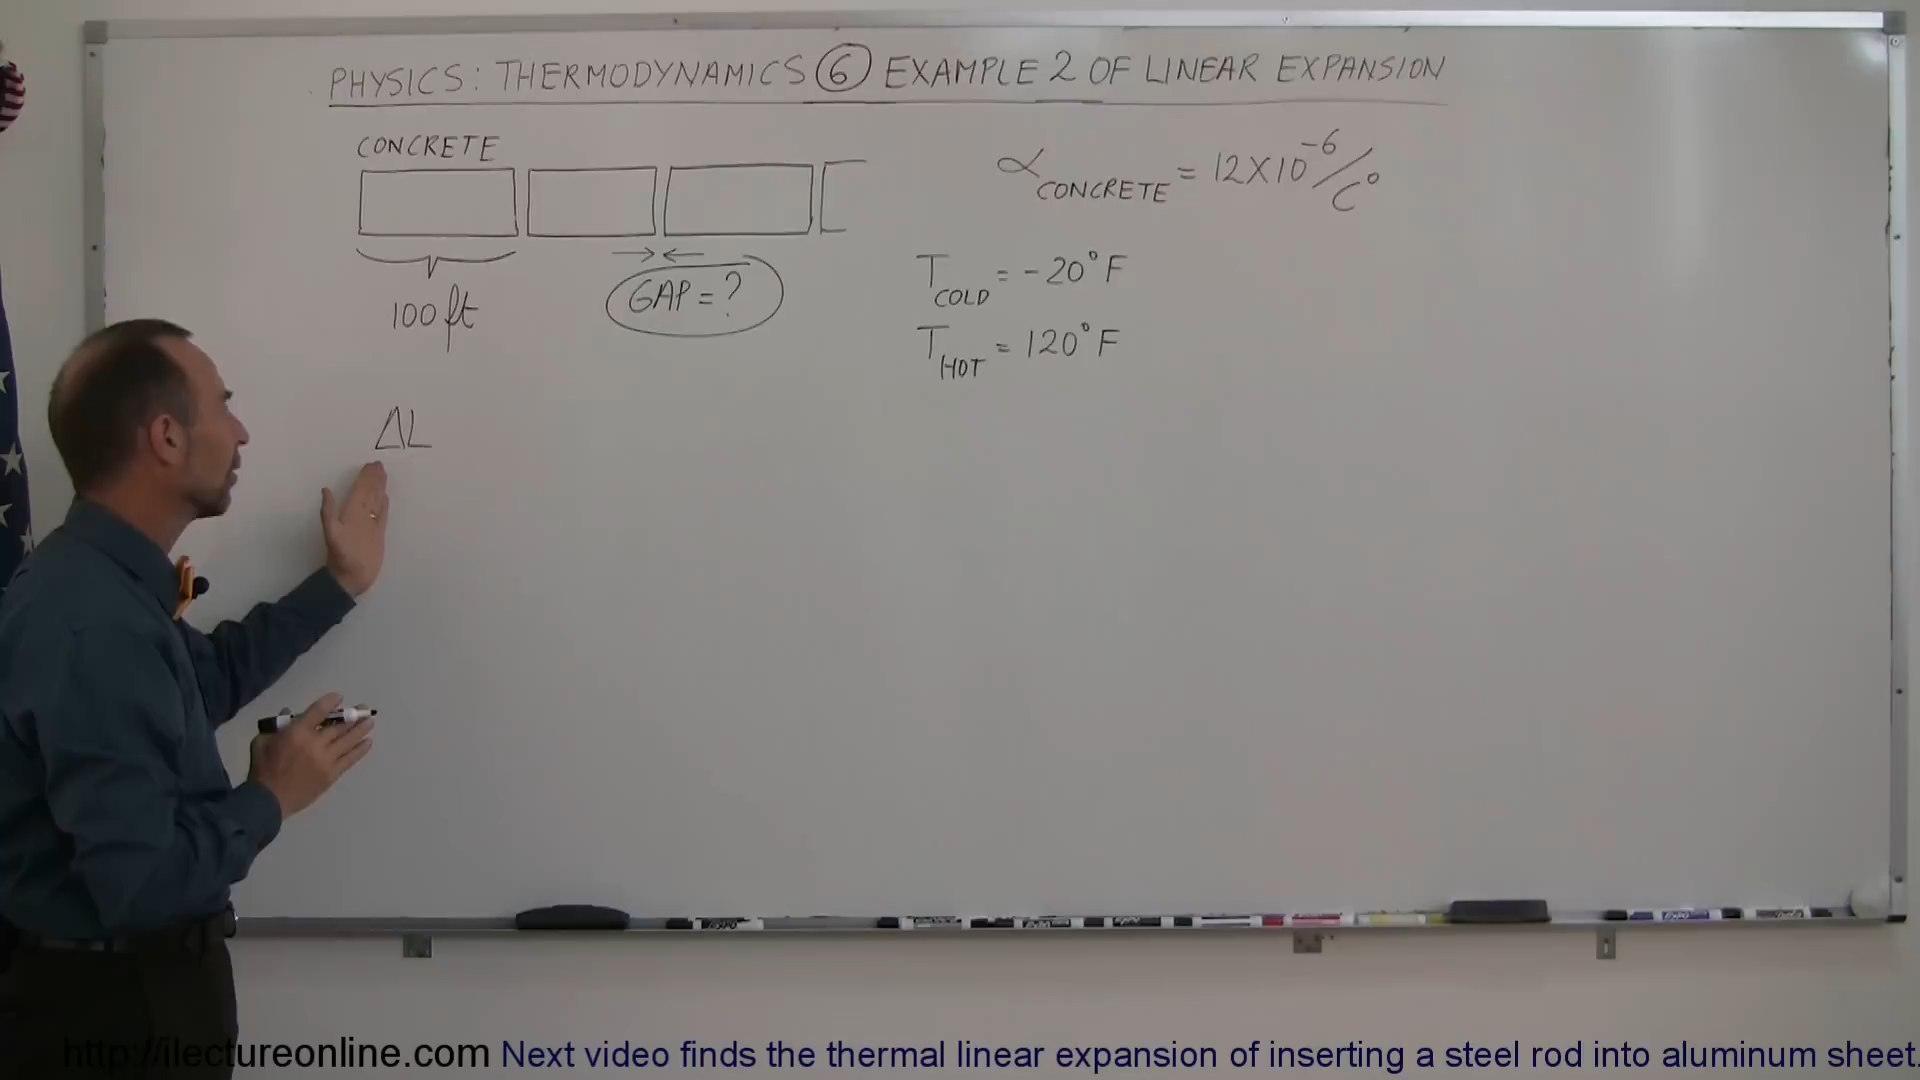 PHYSICS: THERMODYNAMICS 6 EXAMPLE 2 OF LINEAR EXPANSION
CONCRETE
100 ft
GAP = ?
α CONCRETE = 12X10⁻⁶/C°
T COLD = -20°F
T HOT = 120°F
ΔL
http://ilectureonline.com Next video finds the thermal linear expansion of inserting a steel rod into aluminum sheet.